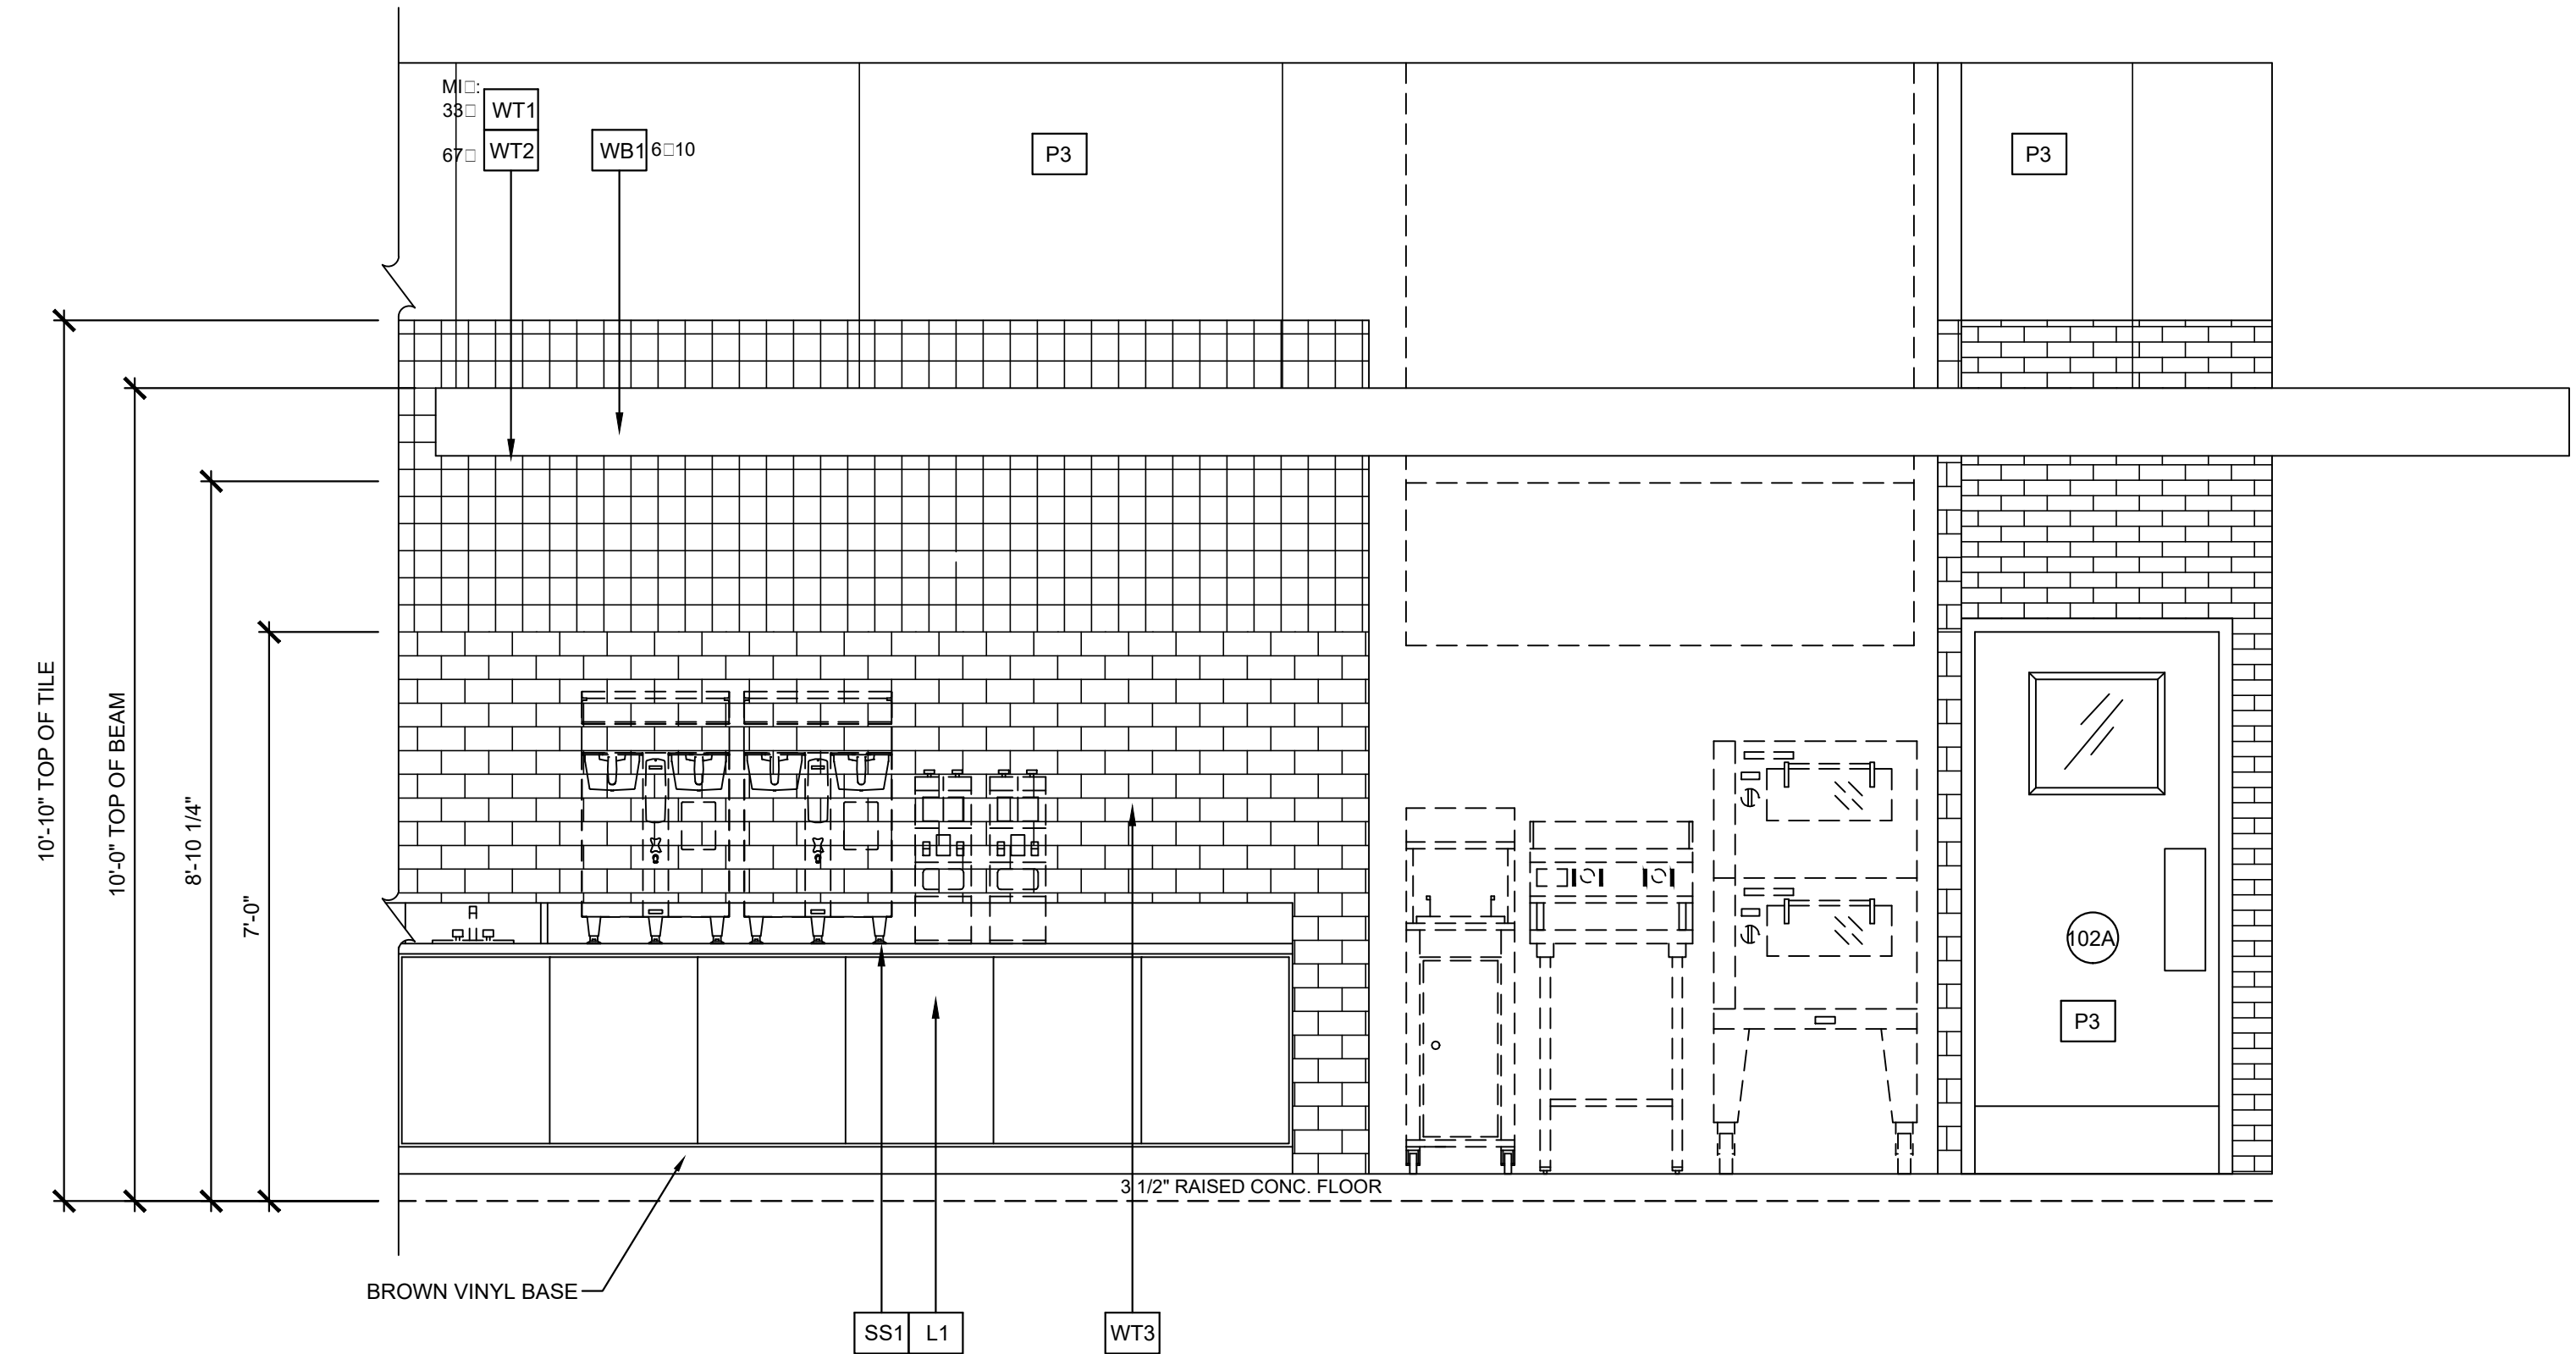 MI□:
33□ WT1
67□ WT2
WB1 6□10
P3
P3
10'-10" TOP OF TILE
10'-0" TOP OF BEAM
8'-10 1/4"
7'-0"
102A
P3
3 1/2" RAISED CONC. FLOOR
BROWN VINYL BASE
SS1 L1
WT3